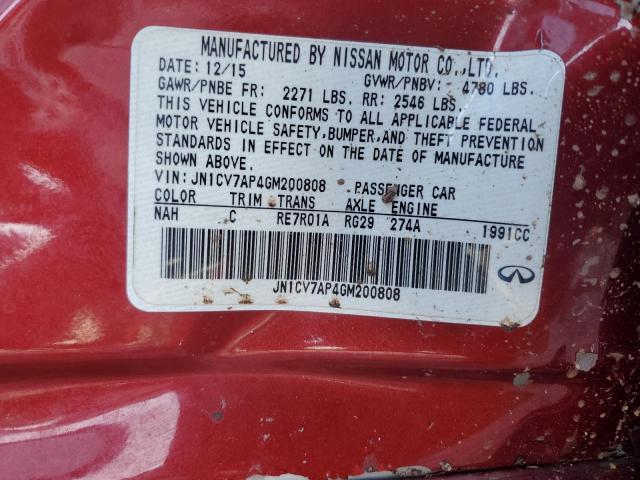 MANUFACTURED BY NISSAN MOTOR CO.,LTD.
DATE: 12/15 GVWR/PNBV: 4780 LBS.
GAWR/PNBE FR: 2271 LBS. RR: 2546 LBS.
THIS VEHICLE CONFORMS TO ALL APPLICABLE FEDERAL
MOTOR VEHICLE SAFETY,BUMPER,AND THEFT PREVENTION
STANDARDS IN EFFECT ON THE DATE OF MANUFACTURE
SHOWN ABOVE.
VIN: JN1CV7AP4GM200808 PASSENGER CAR
COLOR TRIM TRANS AXLE ENGINE
NAH C RE7R01A RG29 274A 1991CC
JN1CV7AP4GM200808